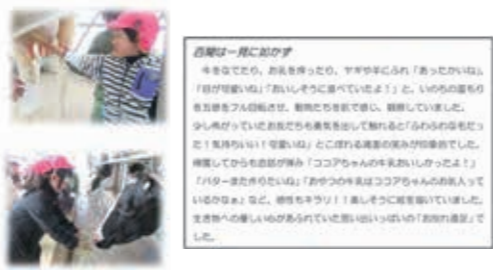 百聞は一見に如かず
牛をなでたり、お乳を搾ったり、ヤギや羊にふれ「あったかいね」
「目が可愛いね」「おいしそうに食べていたよ！」と、いのちの温もり
を五感をフル回転させ、動物たちを肌で感じ、観察していました。
少し怖がっていたお友だちも勇気を出して触れると「ふわふわな毛だっ
た！気持ちいい！可愛いね」とこぼれる満面の笑みが印象的でした。
帰園してからも会話が弾み「ココアちゃんの牛乳おいしかったよ！」
「バターまた作りたいね」「おやつの牛乳はココアちゃんのお乳入って
いるかなぁ」など、感性もキラリ！！楽しそうに絵を描いていました。
生き物への優しい心があふれていた思い出いっぱいの「お別れ遠足」で
した。